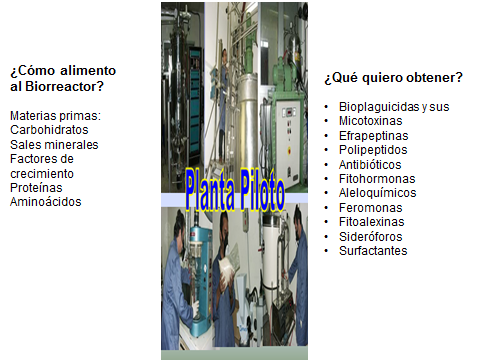 ¿Cómo alimento
al Biorreactor?
Materias primas:
Carbohidratos
Sales minerales
Factores de
crecimiento
Proteínas
Aminoácidos
Planta Piloto
¿Qué quiero obtener?
• Bioplaguicidas y sus
• Micotoxinas
• Efrapeptinas
• Polipeptidos
• Antibióticos
• Fitohormonas
• Aleloquímicos
• Feromonas
• Fitoalexinas
• Sideróforos
• Surfactantes